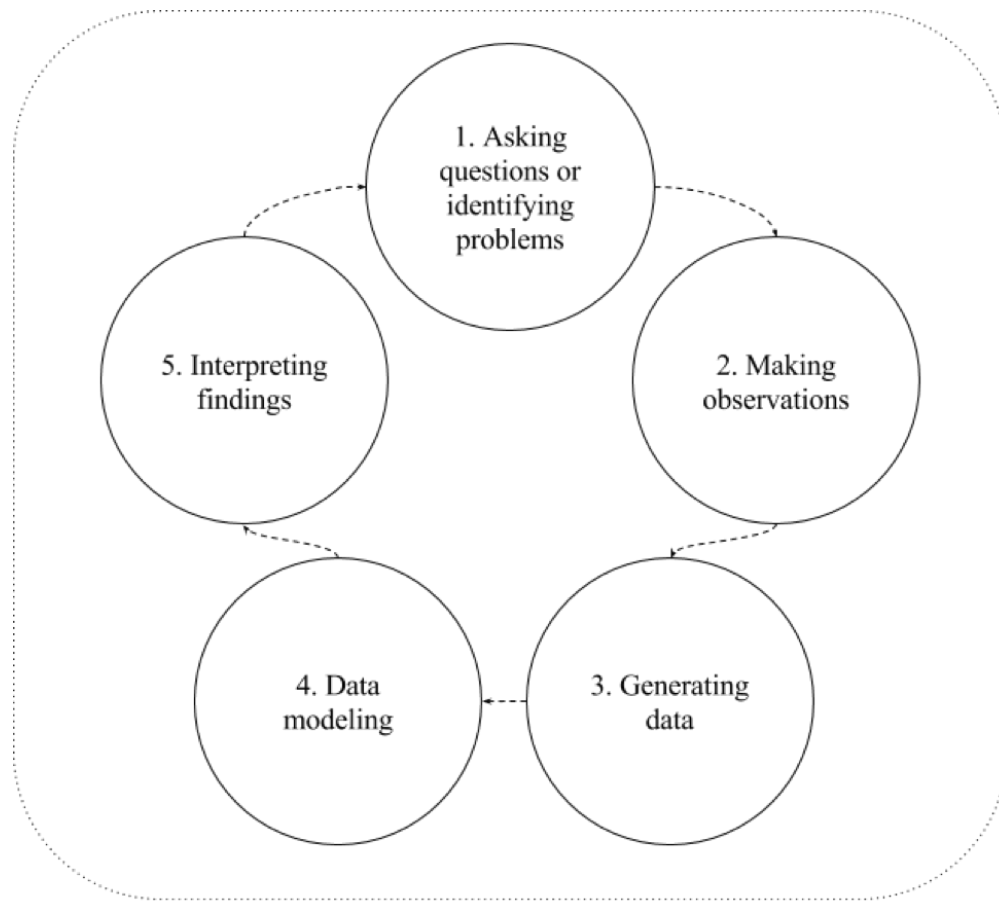 1. Asking
questions or
identifying
problems
2. Making
observations
3. Generating
data
4. Data
modeling
5. Interpreting
findings